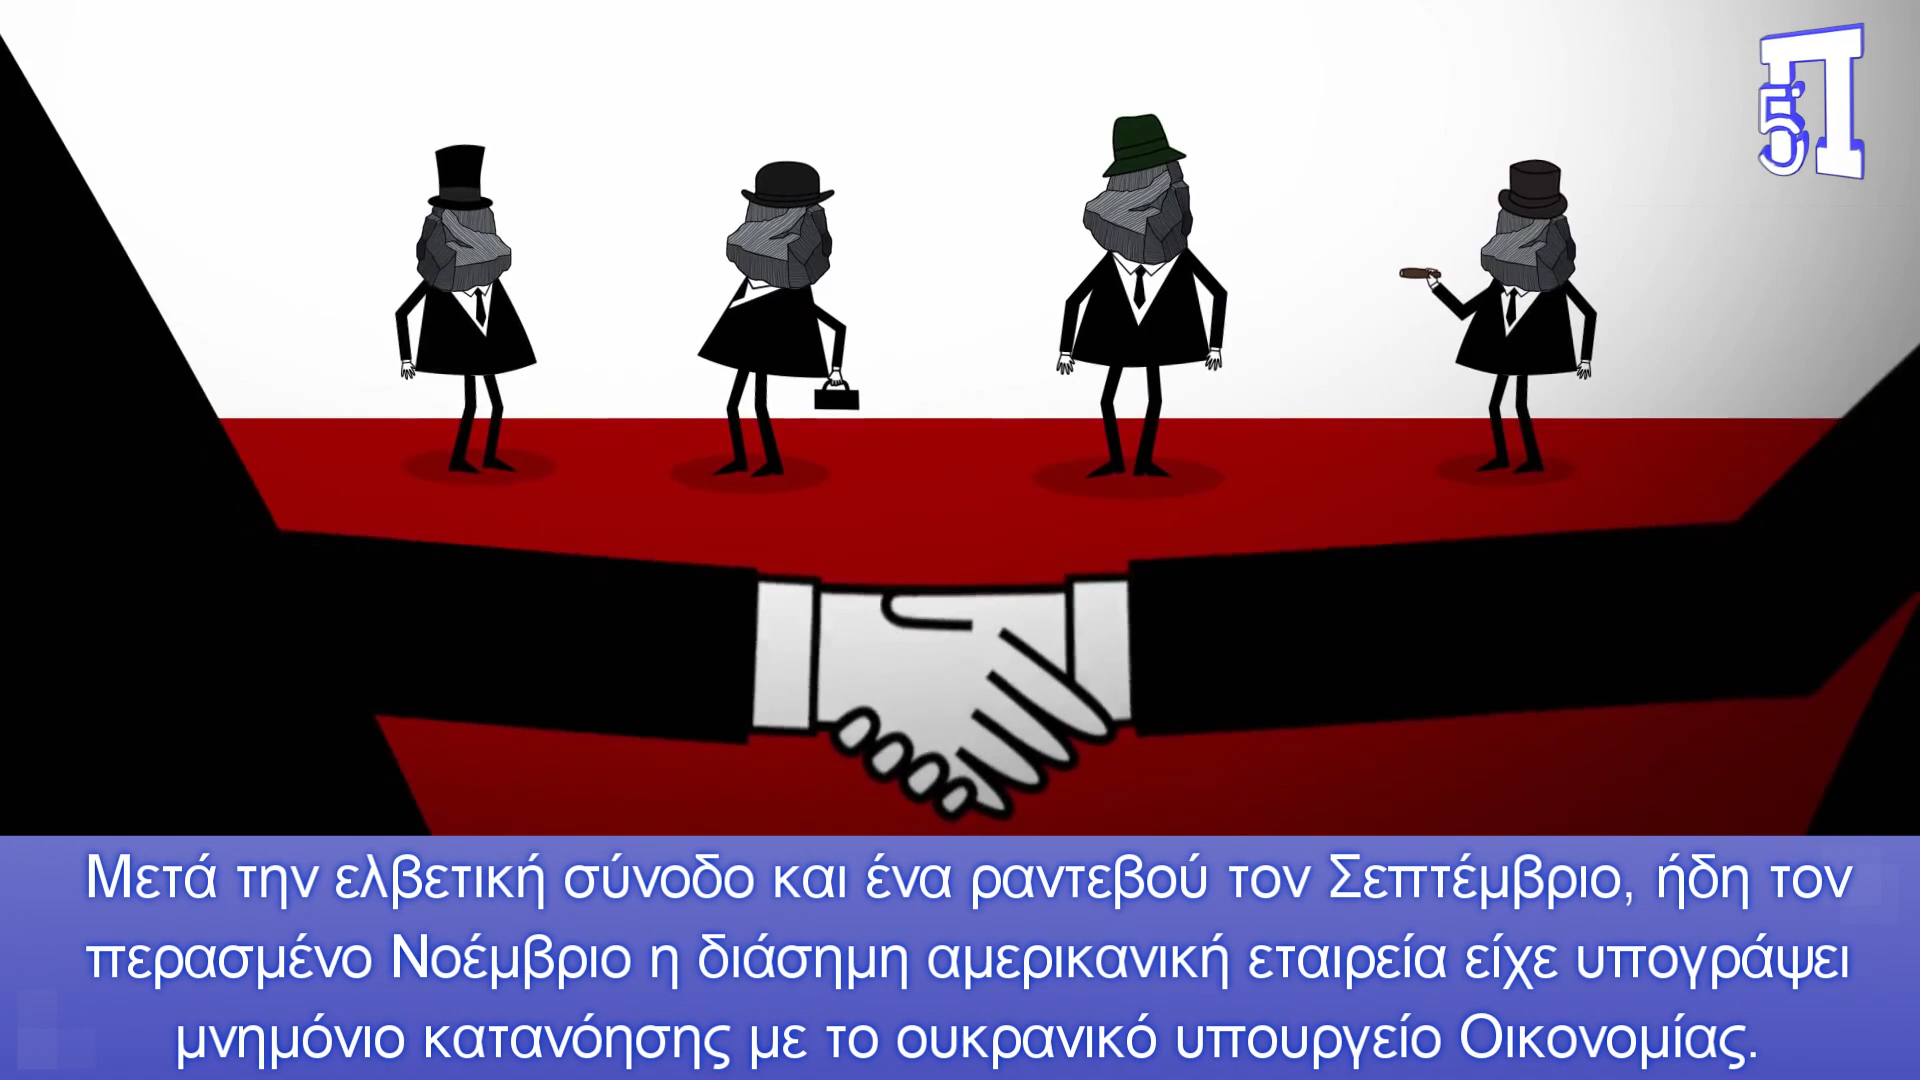 5' Π
Μετά την ελβετική σύνοδο και ένα ραντεβού τον Σεπτέμβριο, ήδη τον
περασμένο Νοέμβριο η διάσημη αμερικανική εταιρεία είχε υπογράψει
μνημόνιο κατανόησης με το ουκρανικό υπουργείο Οικονομίας.